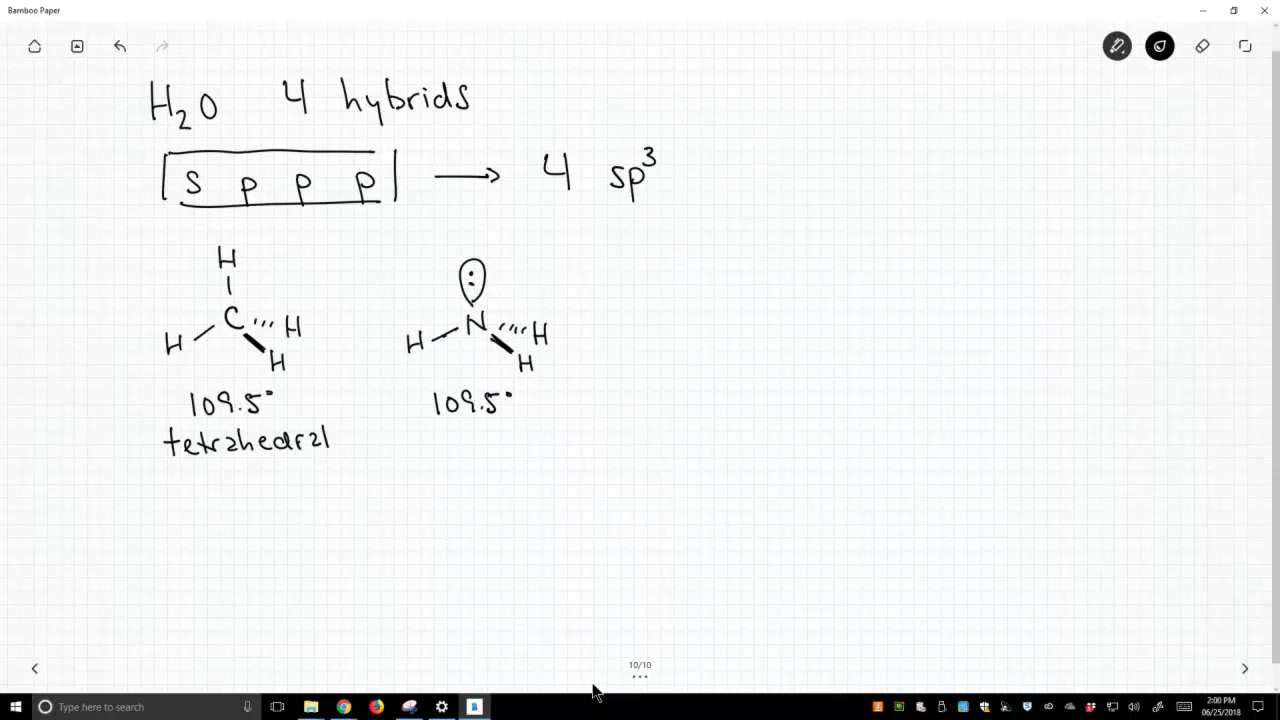 Bamboo Paper
H₂O 4 hybrids
s p p p → 4 sp³
H
C H
H H
109.5°
tetrahedral
:
N H
H H
109.5°
10/10
Type here to search
2:00 PM
06/25/2018